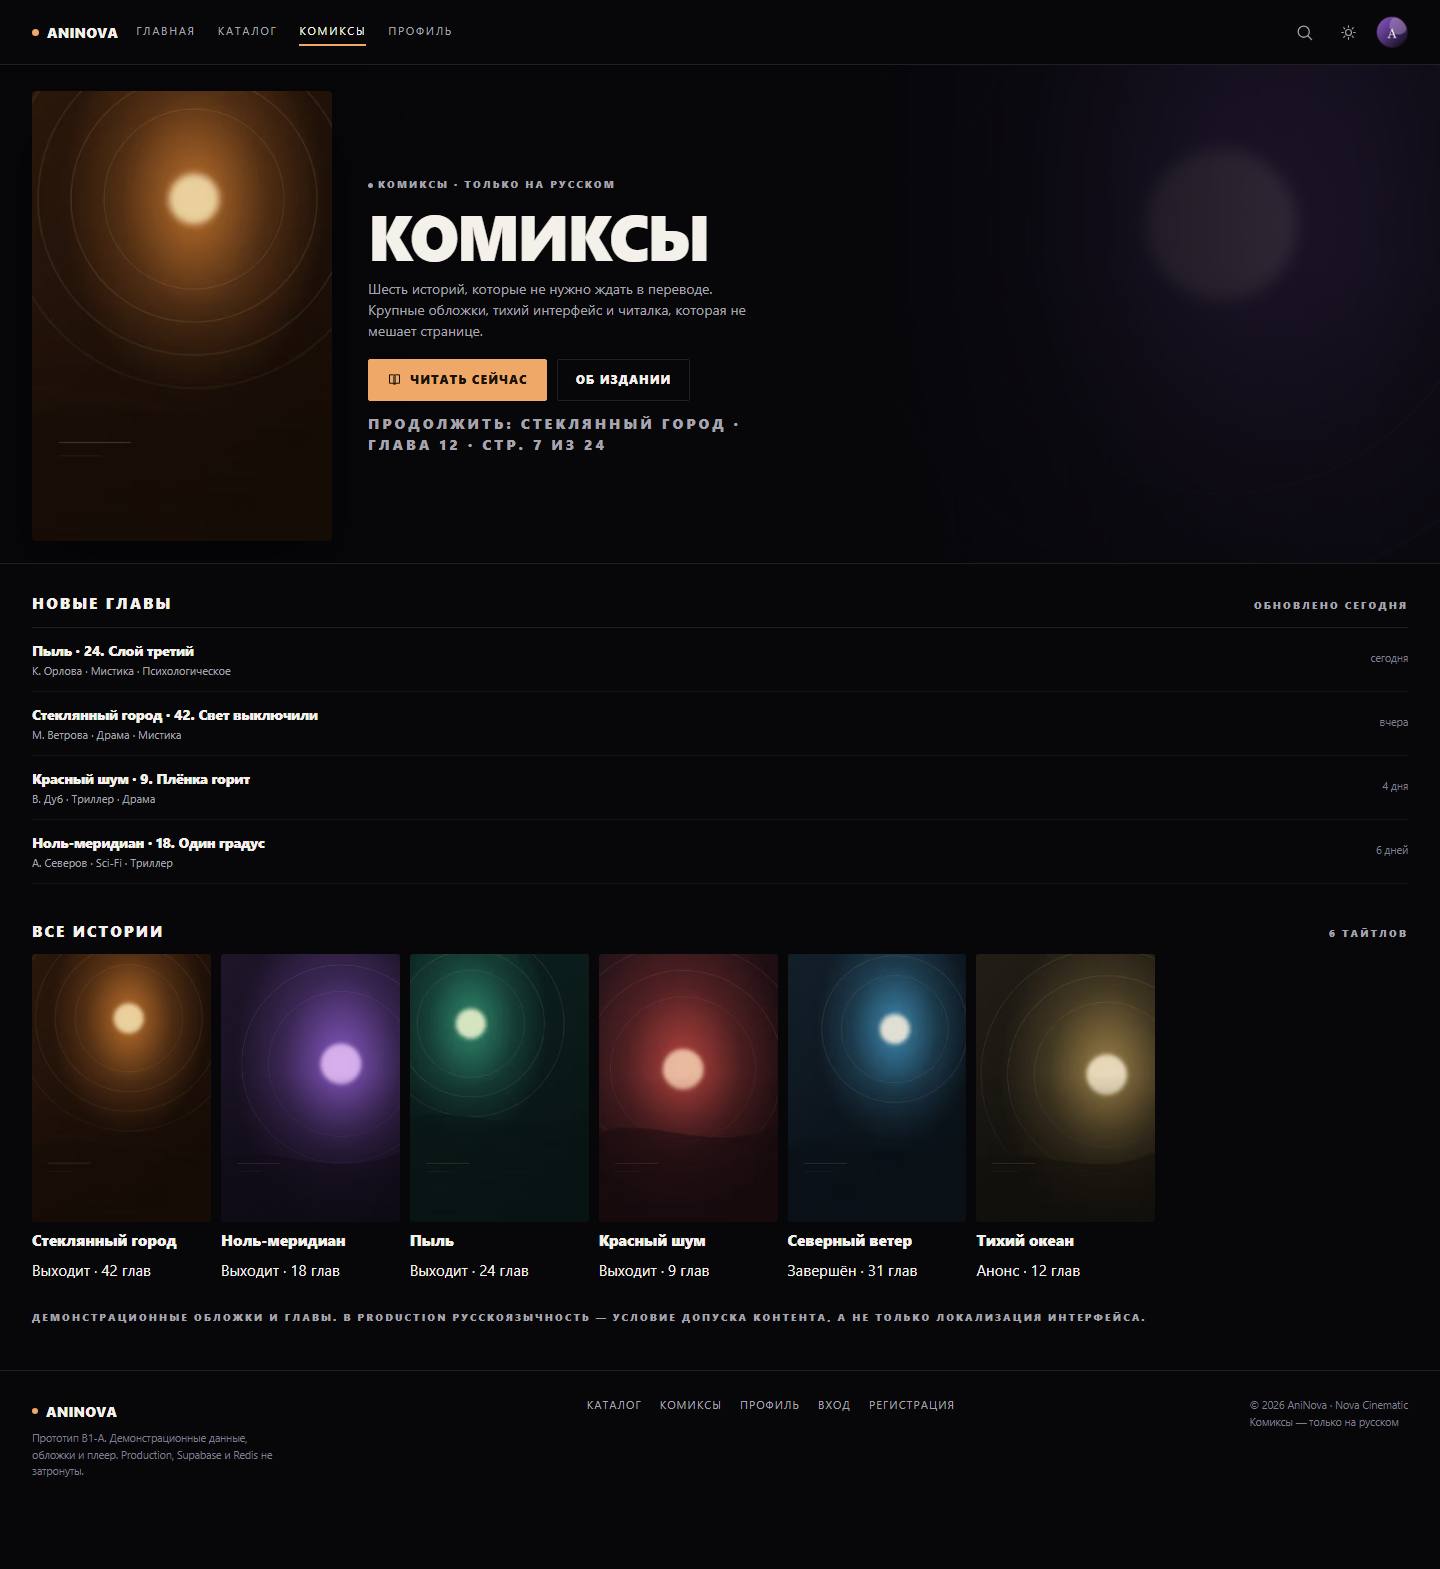 ANINOVA ГЛАВНАЯ КАТАЛОГ КОМИКСЫ ПРОФИЛЬ A
КОМИКСЫ · ТОЛЬКО НА РУССКОМ
КОМИКСЫ
Шесть историй, которые не нужно ждать в переводе.
Крупные обложки, тихий интерфейс и читалка, которая не
мешает странице.
ЧИТАТЬ СЕЙЧАС ОБ ИЗДАНИИ
ПРОДОЛЖИТЬ: СТЕКЛЯННЫЙ ГОРОД ·
ГЛАВА 12 · СТР. 7 ИЗ 24
НОВЫЕ ГЛАВЫ ОБНОВЛЕНО СЕГОДНЯ
Пыль · 24. Слой третий
К. Орлова · Мистика · Психологическое
сегодня
Стеклянный город · 42. Свет выключили
М. Ветрова · Драма · Мистика
вчера
Красный шум · 9. Плёнка горит
В. Дуб · Триллер · Драма
4 дня
Ноль-меридиан · 18. Один градус
А. Северов · Sci-Fi · Триллер
6 дней
ВСЕ ИСТОРИИ 6 ТАЙТЛОВ
Стеклянный город Ноль-меридиан Пыль Красный шум Северный ветер Тихий океан
Выходит · 42 глав Выходит · 18 глав Выходит · 24 глав Выходит · 9 глав Завершён · 31 глав Анонс · 12 глав
ДЕМОНСТРАЦИОННЫЕ ОБЛОЖКИ И ГЛАВЫ. В PRODUCTION РУССКОЯЗЫЧНОСТЬ — УСЛОВИЕ ДОПУСКА КОНТЕНТА, А НЕ ТОЛЬКО ЛОКАЛИЗАЦИЯ ИНТЕРФЕЙСА.
ANINOVA
Прототип B1-A. Демонстрационные данные,
обложки и плеер. Production, Supabase и Redis не
затронуты.
КАТАЛОГ КОМИКСЫ ПРОФИЛЬ ВХОД РЕГИСТРАЦИЯ
© 2026 AniNova · Nova Cinematic
Комиксы — только на русском